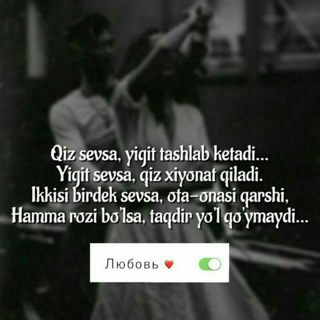 Qiz sevsa, yigit tashlab ketadi...
Yigit sevsa, qiz xiyonat qiladi.
Ikkisi birdek sevsa, ota-onasi qarshi,
Hamma rozi bo'lsa, taqdir yo'l qo'ymaydi...
Любовь ❤